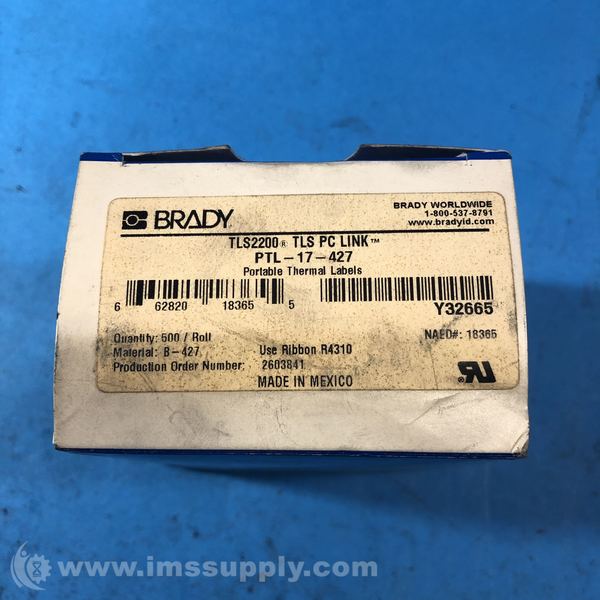 BRADY
BRADY WORLDWIDE
1-800-537-8791
www.bradyid.com
TLS2200® TLS PC LINK™
PTL-17-427
Portable Thermal Labels
6 62820 18365 5
Y32665
Quantity: 500 / Roll
NAED#: 18365
Material: B-427
Use Ribbon R4310
Production Order Number: 2603841
MADE IN MEXICO
www.imssupply.com